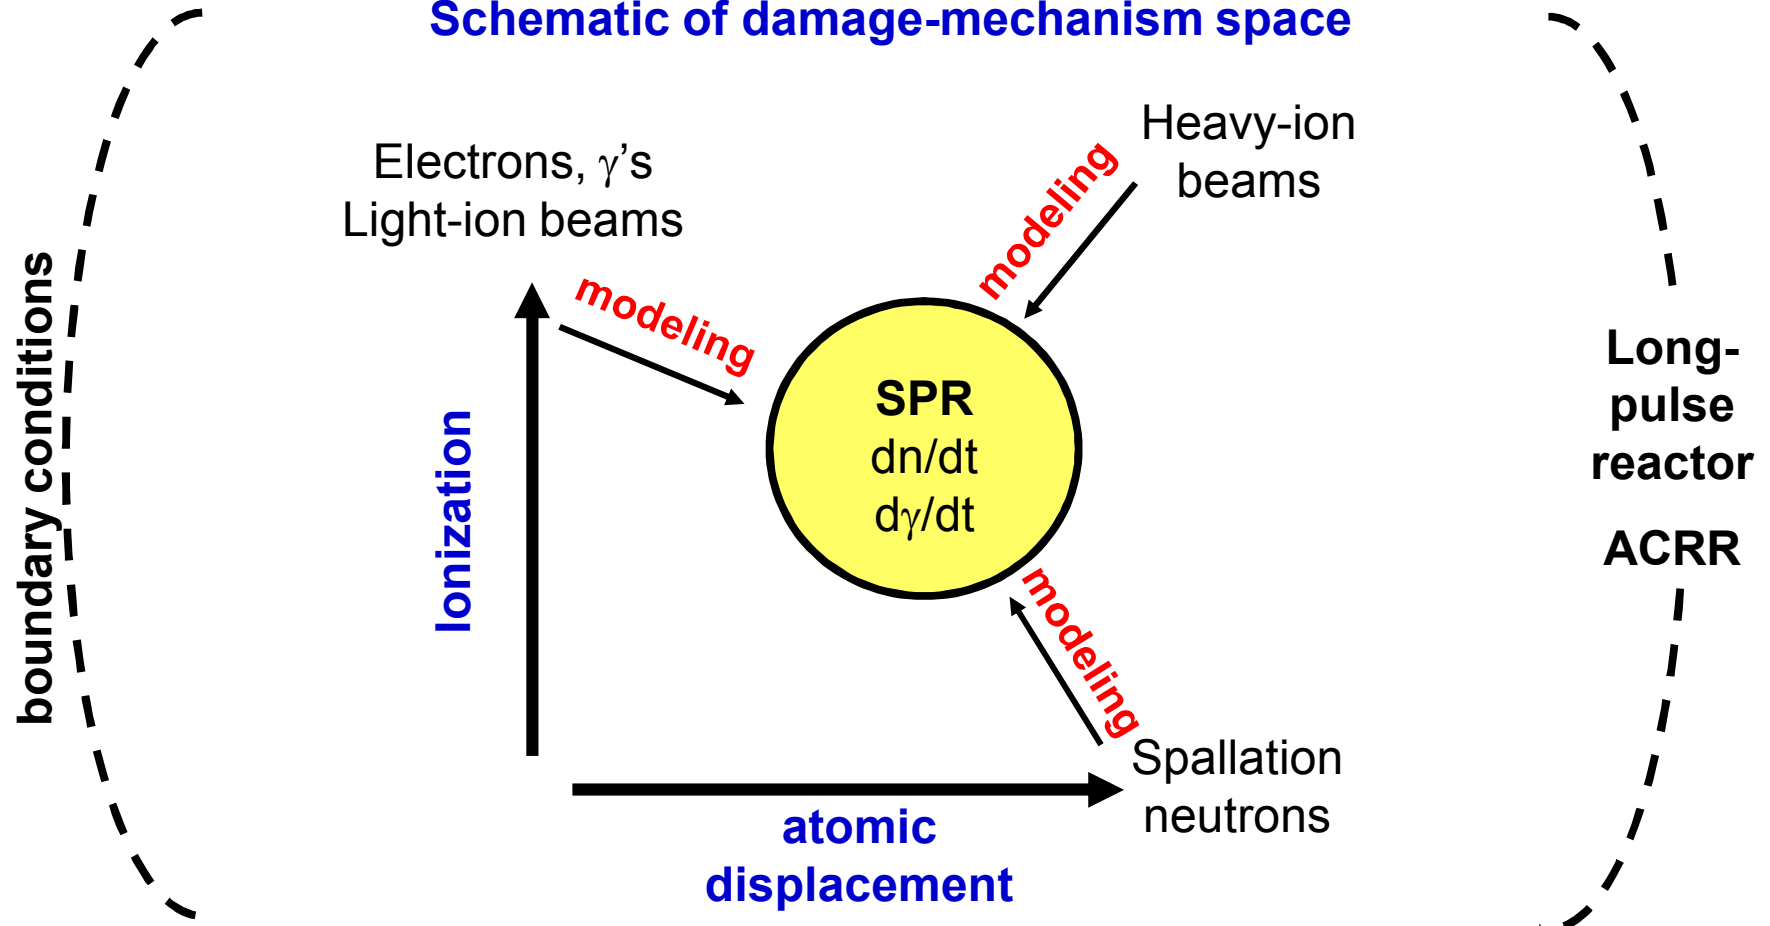 Schematic of damage-mechanism space
Electrons, γ's
Light-ion beams
Heavy-ion
beams
modeling
modeling
boundary conditions
Ionization
SPR
dn/dt
dγ/dt
Long-
pulse
reactor
ACRR
modeling
Spallation
neutrons
atomic
displacement